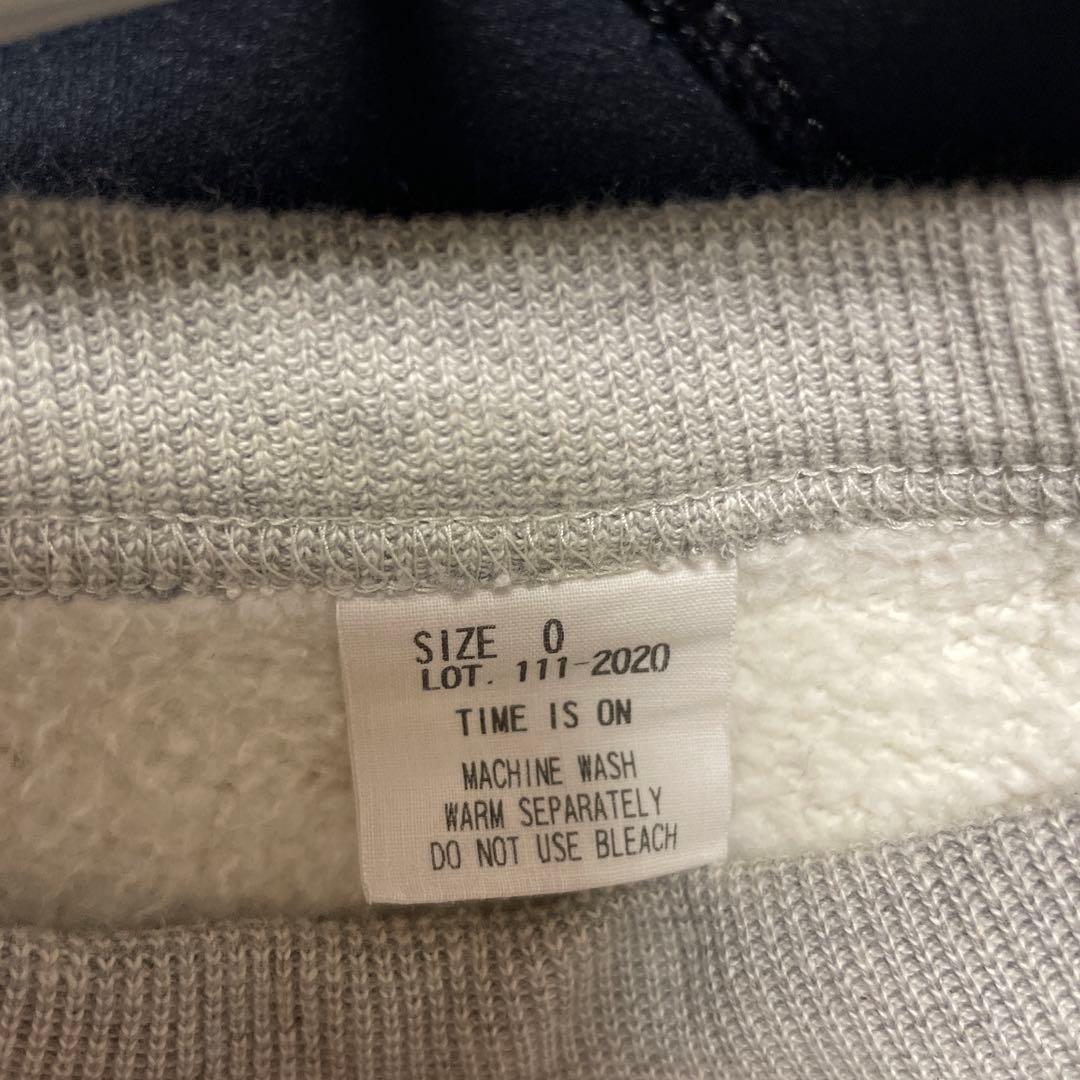 SIZE 0
LOT. 111-2020
TIME IS ON
MACHINE WASH
WARM SEPARATELY
DO NOT USE BLEACH